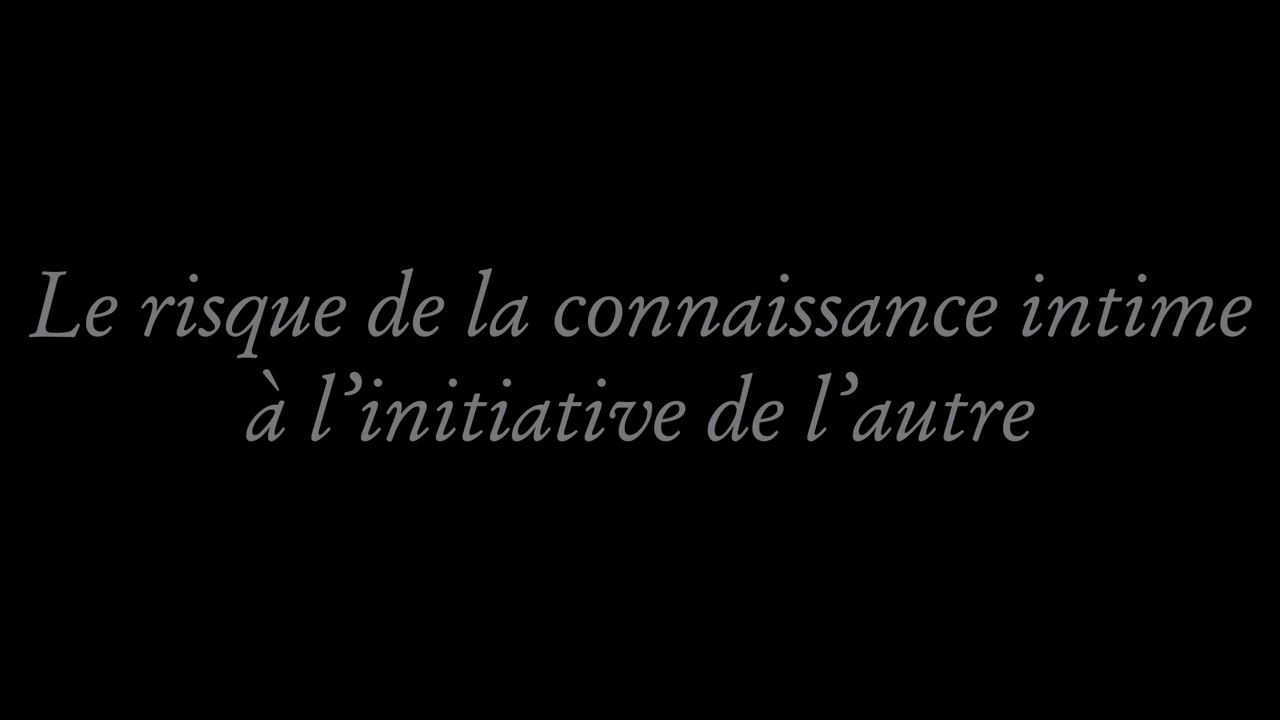 Le risque de la connaissance intime
à l’initiative de l’autre